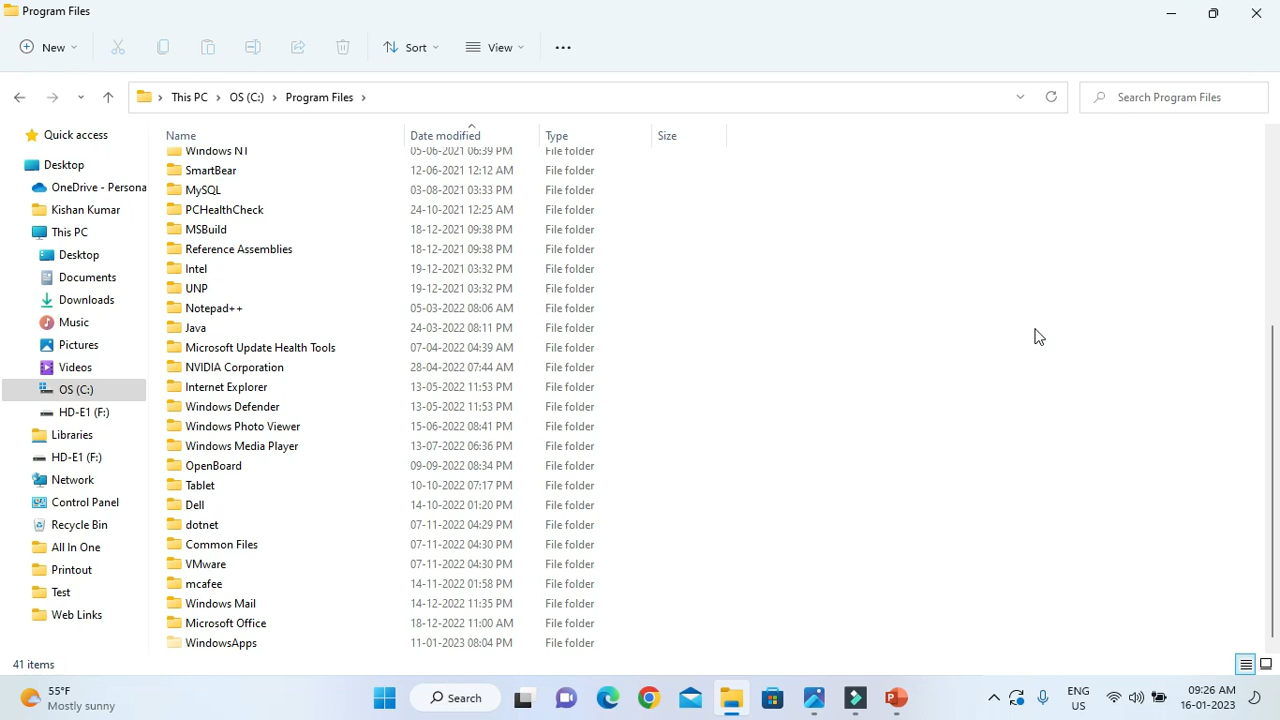 Program Files
New Sort View
This PC OS (C:) Program Files Search Program Files
Quick access
Desktop
OneDrive - Persona
Kishan Kumar
This PC
Desktop
Documents
Downloads
Music
Pictures
Videos
OS (C:)
HD-E1 (F:)
Libraries
HD-E1 (F:)
Network
Control Panel
Recycle Bin
All In One
Printout
Test
Web Links
Name Date modified Type Size
Windows NT 05-06-2021 06:39 PM File folder
SmartBear 12-06-2021 12:12 AM File folder
MySQL 03-08-2021 03:33 PM File folder
PCHealthCheck 24-10-2021 12:25 AM File folder
MSBuild 18-12-2021 09:38 PM File folder
Reference Assemblies 18-12-2021 09:38 PM File folder
Intel 19-12-2021 03:32 PM File folder
UNP 19-12-2021 03:32 PM File folder
Notepad++ 05-03-2022 08:06 AM File folder
Java 24-03-2022 08:11 PM File folder
Microsoft Update Health Tools 07-04-2022 04:39 AM File folder
NVIDIA Corporation 28-04-2022 07:44 AM File folder
Internet Explorer 13-05-2022 11:53 PM File folder
Windows Defender 13-05-2022 11:53 PM File folder
Windows Photo Viewer 15-06-2022 08:41 PM File folder
Windows Media Player 13-07-2022 06:36 PM File folder
OpenBoard 09-09-2022 08:34 PM File folder
Tablet 10-10-2022 07:17 PM File folder
Dell 14-10-2022 01:20 PM File folder
dotnet 07-11-2022 04:29 PM File folder
Common Files 07-11-2022 04:30 PM File folder
VMware 07-11-2022 04:30 PM File folder
mcafee 14-11-2022 01:58 PM File folder
Windows Mail 14-12-2022 11:35 PM File folder
Microsoft Office 18-12-2022 11:00 AM File folder
WindowsApps 11-01-2023 08:04 PM File folder
41 items
55°F
Mostly sunny
Search
ENG
US
09:26 AM
16-01-2023